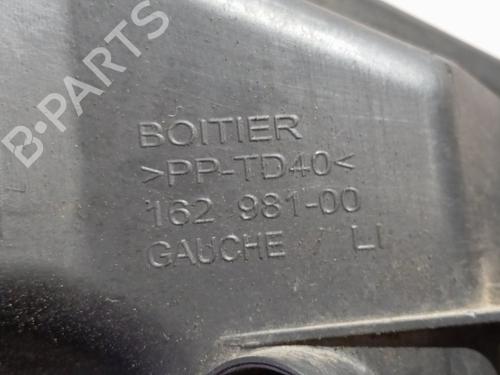 B-PARTS
BOITIER
>PP-TD40<
162 981-00
GAUCHE / LI